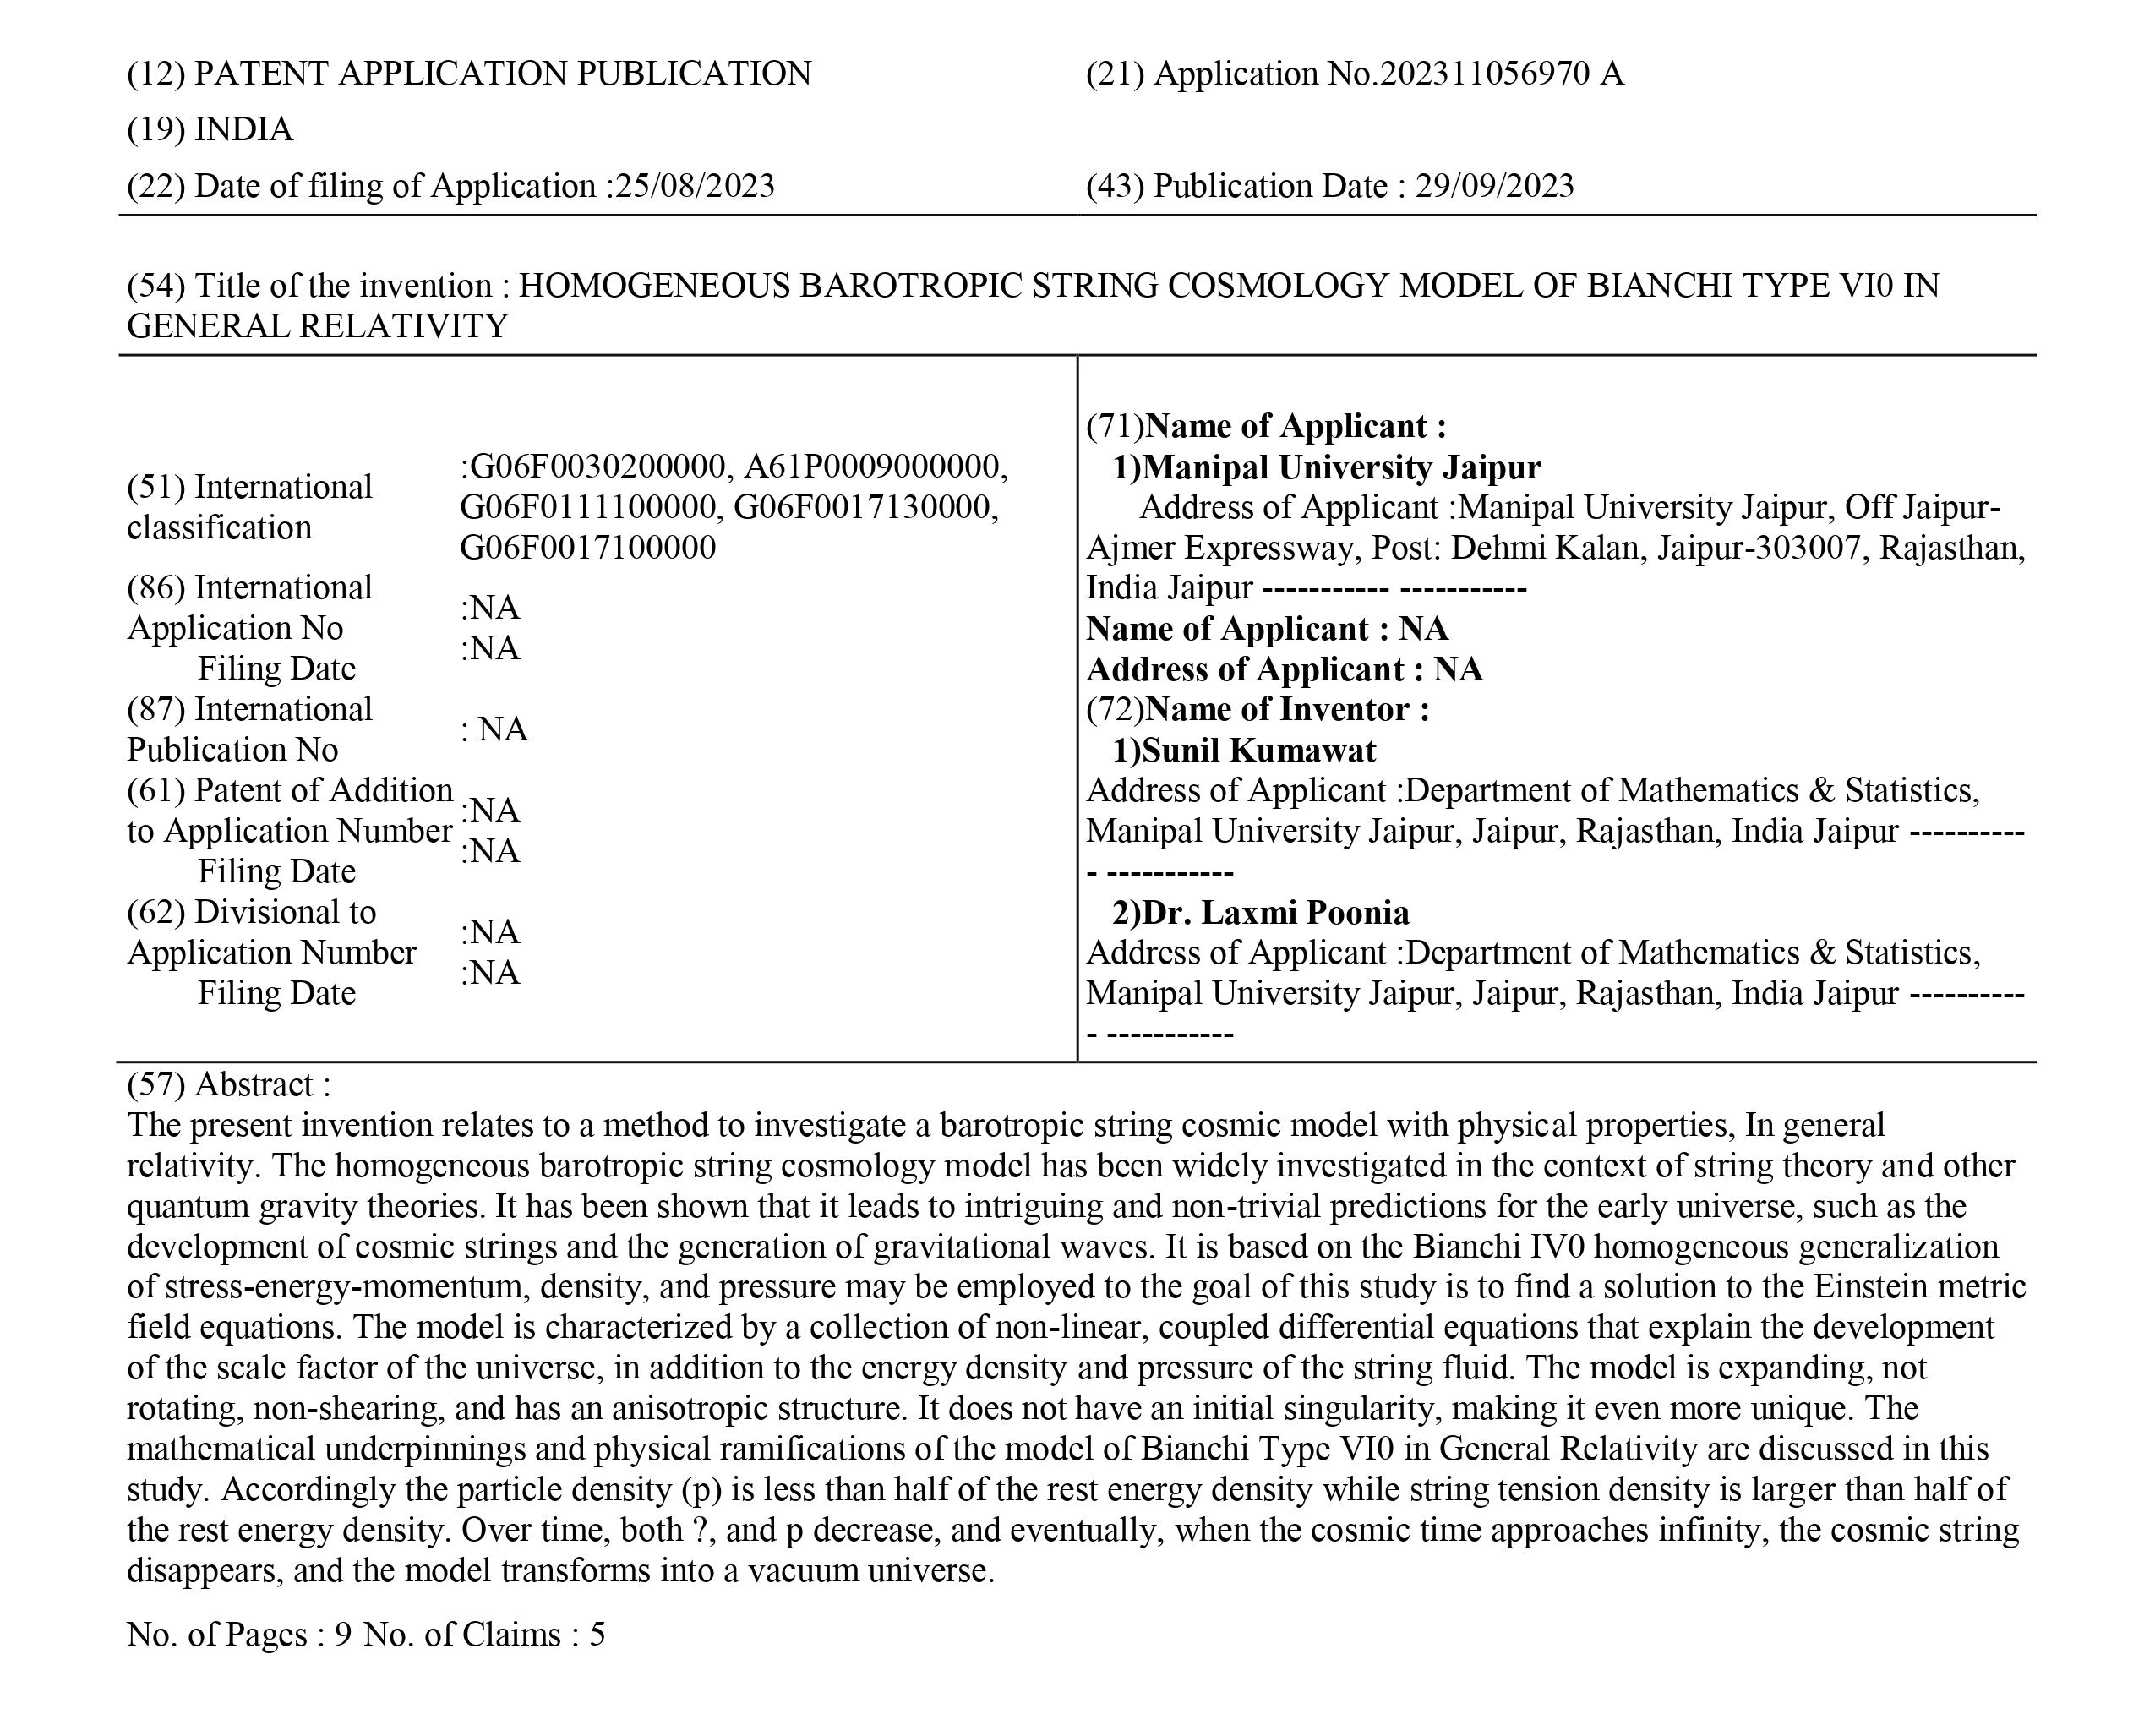 (12) PATENT APPLICATION PUBLICATION
(21) Application No.202311056970 A
(19) INDIA
(22) Date of filing of Application :25/08/2023
(43) Publication Date : 29/09/2023
(54) Title of the invention : HOMOGENEOUS BAROTROPIC STRING COSMOLOGY MODEL OF BIANCHI TYPE VI0 IN
GENERAL RELATIVITY
(51) International
classification
:G06F0030200000, A61P0009000000,
G06F0111100000, G06F0017130000,
G06F0017100000
(86) International
Application No
Filing Date
:NA
:NA
(87) International
Publication No
: NA
(61) Patent of Addition
to Application Number
Filing Date
:NA
:NA
(62) Divisional to
Application Number
Filing Date
:NA
:NA
(71)Name of Applicant :
1)Manipal University Jaipur
Address of Applicant :Manipal University Jaipur, Off Jaipur-
Ajmer Expressway, Post: Dehmi Kalan, Jaipur-303007, Rajasthan,
India Jaipur ----------- -----------
Name of Applicant : NA
Address of Applicant : NA
(72)Name of Inventor :
1)Sunil Kumawat
Address of Applicant :Department of Mathematics & Statistics,
Manipal University Jaipur, Jaipur, Rajasthan, India Jaipur ----------
- -----------
2)Dr. Laxmi Poonia
Address of Applicant :Department of Mathematics & Statistics,
Manipal University Jaipur, Jaipur, Rajasthan, India Jaipur ----------
- -----------
(57) Abstract :
The present invention relates to a method to investigate a barotropic string cosmic model with physical properties, In general
relativity. The homogeneous barotropic string cosmology model has been widely investigated in the context of string theory and other
quantum gravity theories. It has been shown that it leads to intriguing and non-trivial predictions for the early universe, such as the
development of cosmic strings and the generation of gravitational waves. It is based on the Bianchi IV0 homogeneous generalization
of stress-energy-momentum, density, and pressure may be employed to the goal of this study is to find a solution to the Einstein metric
field equations. The model is characterized by a collection of non-linear, coupled differential equations that explain the development
of the scale factor of the universe, in addition to the energy density and pressure of the string fluid. The model is expanding, not
rotating, non-shearing, and has an anisotropic structure. It does not have an initial singularity, making it even more unique. The
mathematical underpinnings and physical ramifications of the model of Bianchi Type VI0 in General Relativity are discussed in this
study. Accordingly the particle density (p) is less than half of the rest energy density while string tension density is larger than half of
the rest energy density. Over time, both ?, and p decrease, and eventually, when the cosmic time approaches infinity, the cosmic string
disappears, and the model transforms into a vacuum universe.
No. of Pages : 9 No. of Claims : 5